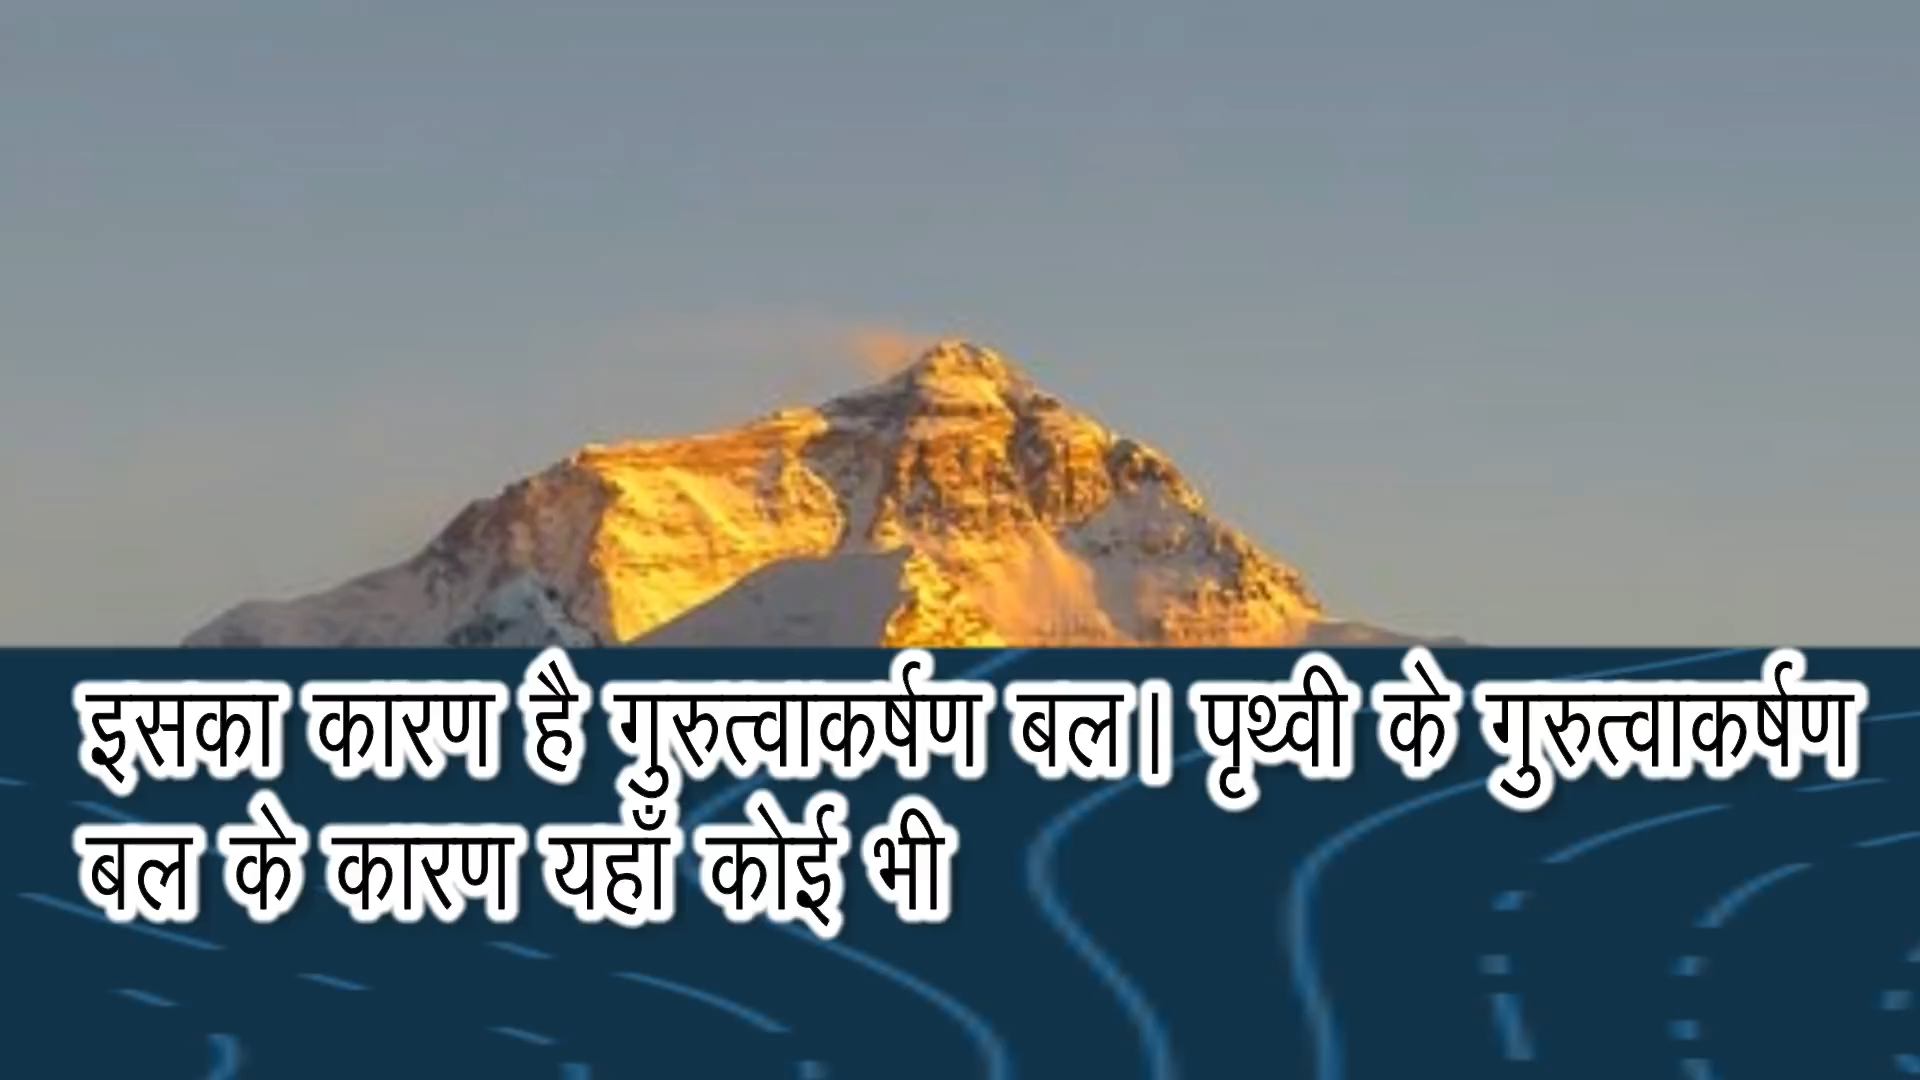 इसका कारण है गुरुत्वाकर्षण बल। पृथ्वी के गुरुत्वाकर्षण
बल के कारण यहाँ कोई भी